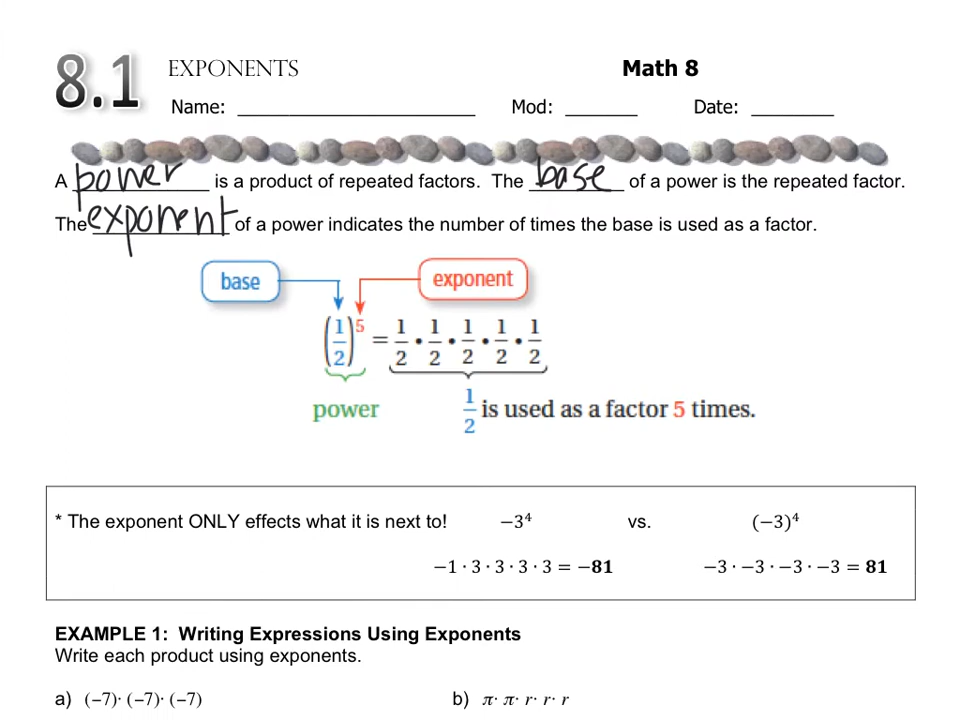 8.1 EXPONENTS Math 8
Name: ____________ Mod: ______ Date: ______
A power is a product of repeated factors. The base of a power is the repeated factor.
The exponent of a power indicates the number of times the base is used as a factor.
base exponent
(1/2)^5 = 1/2 • 1/2 • 1/2 • 1/2 • 1/2
power 1/2 is used as a factor 5 times.
* The exponent ONLY effects what it is next to! −3⁴ vs. (−3)⁴
−1 · 3 · 3 · 3 · 3 = −81 −3 · −3 · −3 · −3 = 81
EXAMPLE 1: Writing Expressions Using Exponents
Write each product using exponents.
a) (−7)· (−7)· (−7) b) π· π· r· r· r